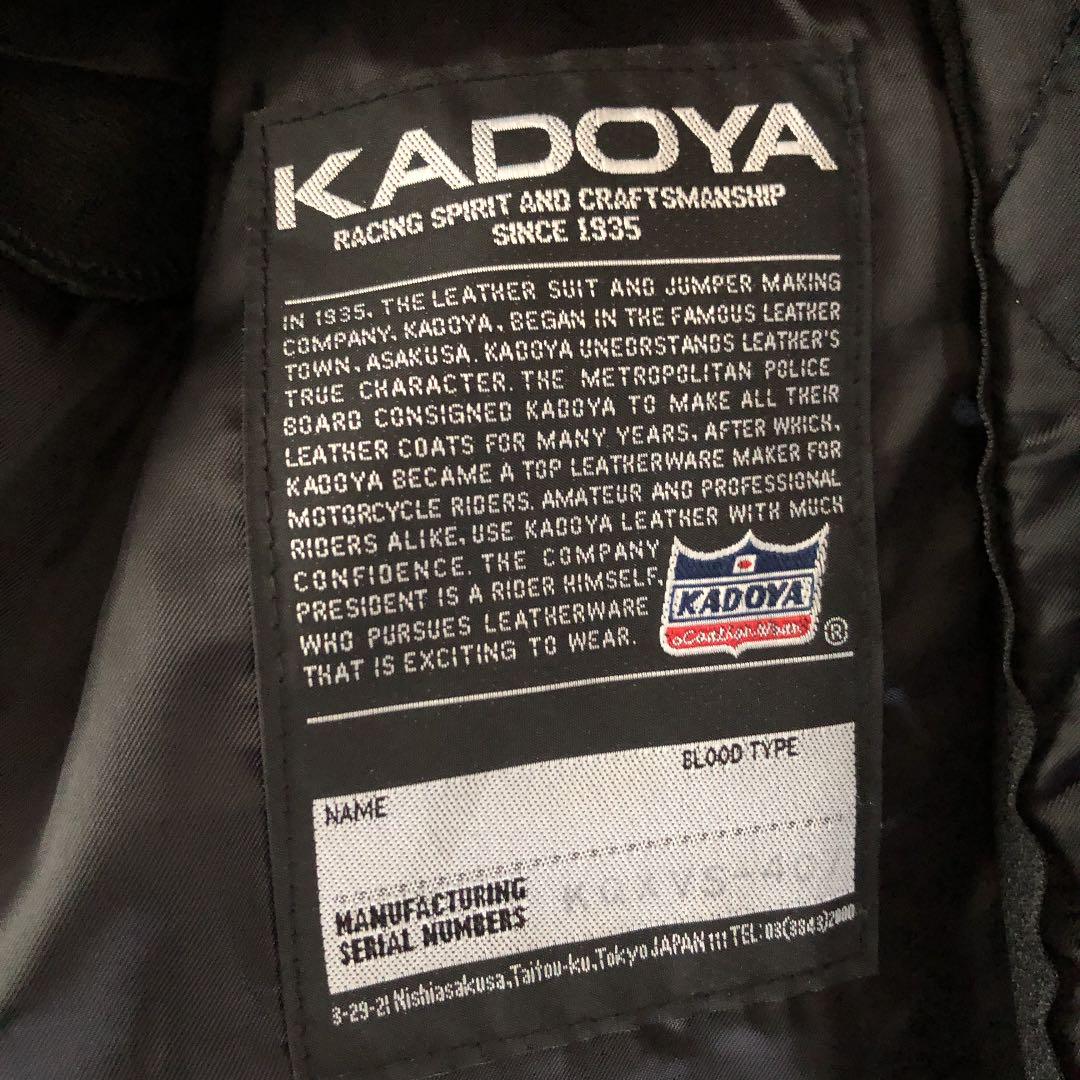 KADOYA
RACING SPIRIT AND CRAFTSMANSHIP
SINCE 1935
IN 1935, THE LEATHER SUIT AND JUMPER MAKING
COMPANY, KADOYA, BEGAN IN THE FAMOUS LEATHER
TOWN, ASAKUSA. KADOYA UNEDRSTANDS LEATHER'S
TRUE CHARACTER. THE METROPOLITAN POLICE
BOARD CONSIGNED KADOYA TO MAKE ALL THEIR
LEATHER COATS FOR MANY YEARS. AFTER WHICH,
KADOYA BECAME A TOP LEATHERWARE MAKER FOR
MOTORCYCLE RIDERS. AMATEUR AND PROFESSIONAL
RIDERS ALIKE, USE KADOYA LEATHER WITH MUCH
CONFIDENCE. THE COMPANY
PRESIDENT IS A RIDER HIMSELF,
WHO PURSUES LEATHERWARE
THAT IS EXCITING TO WEAR.
KADOYA
®
BLOOD TYPE
NAME
MANUFACTURING
SERIAL NUMBERS
3-29-21 Nishiasakusa, Taitou-ku, Tokyo JAPAN 111 TEL: 03(3843)2000